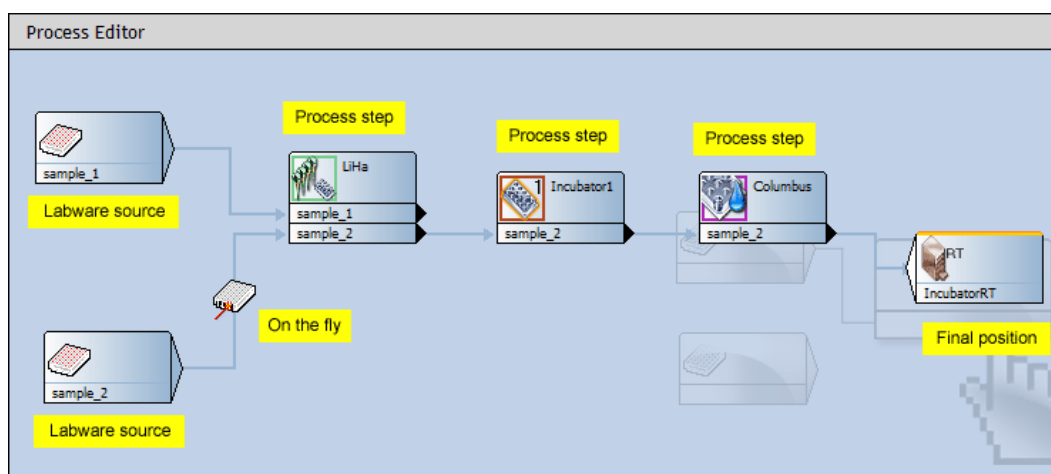 Process Editor
Process step
Process step
Process step
LiHa
Incubator1
1
Columbus
sample_1
sample_1
sample_2
sample_2
sample_2
Labware source
RT
IncubatorRT
On the fly
Final position
sample_2
Labware source